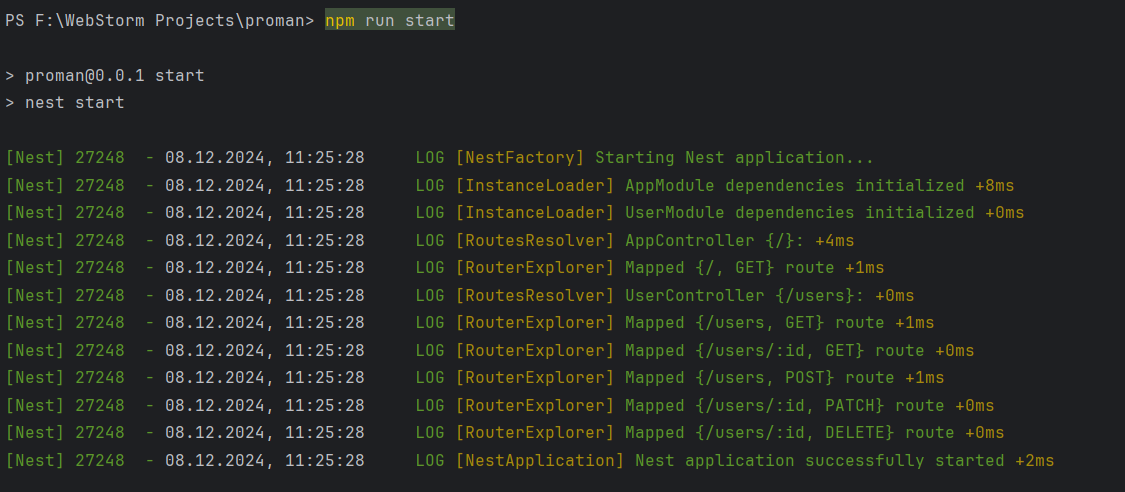 PS F:\WebStorm Projects\proman> npm run start
> proman@0.0.1 start
> nest start
[Nest] 27248  - 08.12.2024, 11:25:28     LOG [NestFactory] Starting Nest application...
[Nest] 27248  - 08.12.2024, 11:25:28     LOG [InstanceLoader] AppModule dependencies initialized +8ms
[Nest] 27248  - 08.12.2024, 11:25:28     LOG [InstanceLoader] UserModule dependencies initialized +0ms
[Nest] 27248  - 08.12.2024, 11:25:28     LOG [RoutesResolver] AppController {/}: +4ms
[Nest] 27248  - 08.12.2024, 11:25:28     LOG [RouterExplorer] Mapped {/, GET} route +1ms
[Nest] 27248  - 08.12.2024, 11:25:28     LOG [RoutesResolver] UserController {/users}: +0ms
[Nest] 27248  - 08.12.2024, 11:25:28     LOG [RouterExplorer] Mapped {/users, GET} route +1ms
[Nest] 27248  - 08.12.2024, 11:25:28     LOG [RouterExplorer] Mapped {/users/:id, GET} route +0ms
[Nest] 27248  - 08.12.2024, 11:25:28     LOG [RouterExplorer] Mapped {/users, POST} route +1ms
[Nest] 27248  - 08.12.2024, 11:25:28     LOG [RouterExplorer] Mapped {/users/:id, PATCH} route +0ms
[Nest] 27248  - 08.12.2024, 11:25:28     LOG [RouterExplorer] Mapped {/users/:id, DELETE} route +0ms
[Nest] 27248  - 08.12.2024, 11:25:28     LOG [NestApplication] Nest application successfully started +2ms